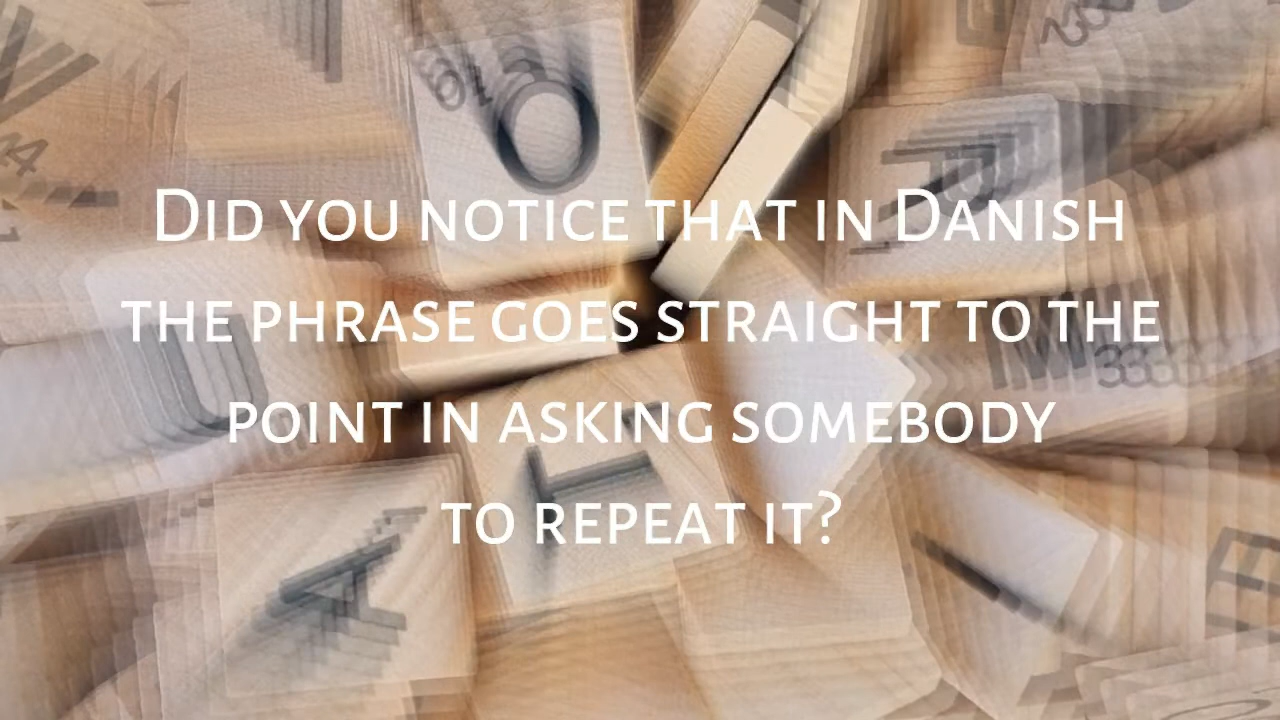 Did you notice that in Danish
the phrase goes straight to the
point in asking somebody
to repeat it?